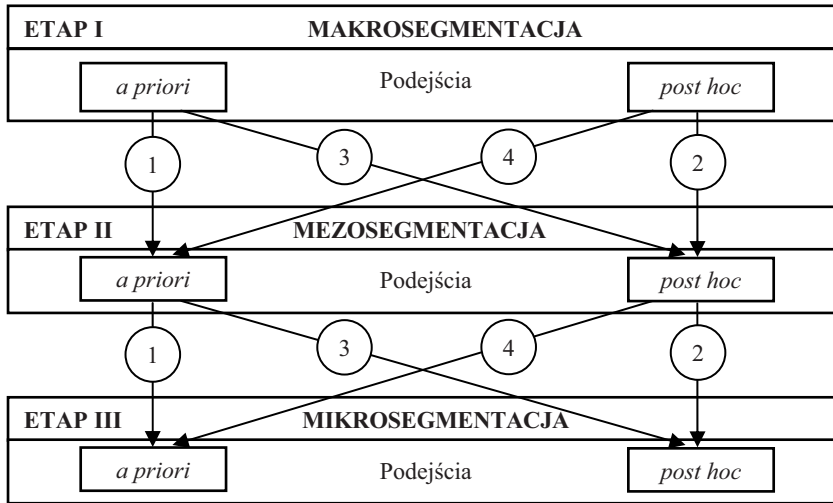 ETAP I MAKROSEGMENTACJA
a priori Podejścia post hoc
1 3 4 2
ETAP II MEZOSEGMENTACJA
a priori Podejścia post hoc
1 3 4 2
ETAP III MIKROSEGMENTACJA
a priori Podejścia post hoc